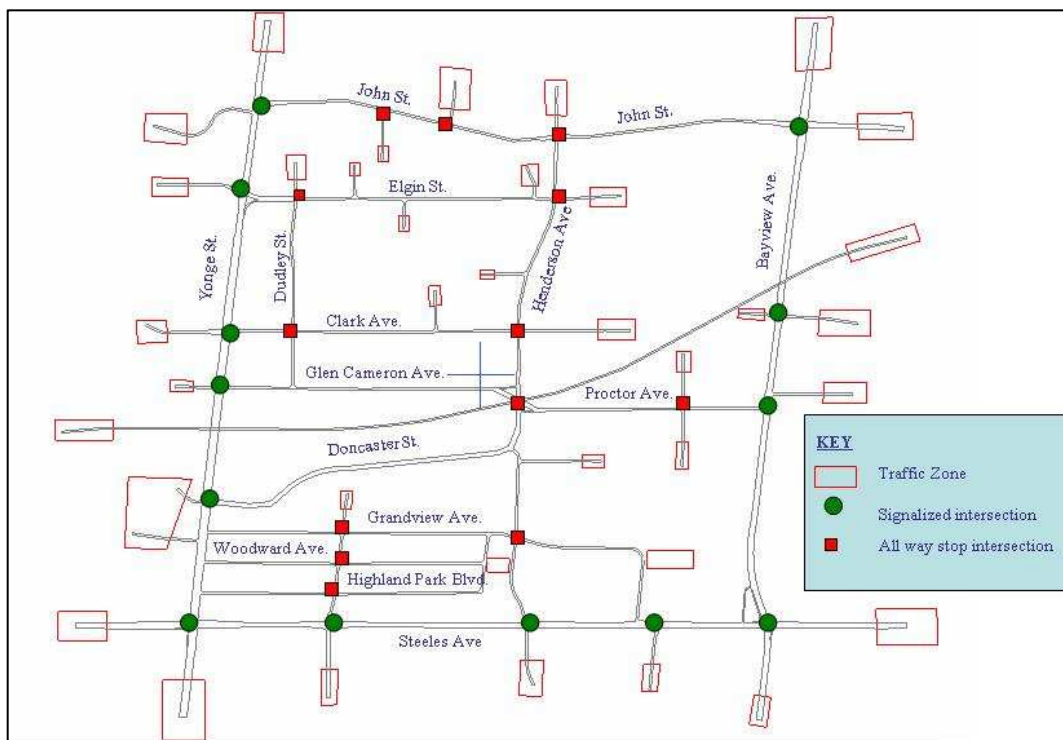 John St.
John St.
Elgin St.
Henderson Ave
Bayview Ave.
Yonge St.
Dudley St.
Clark Ave.
Glen Cameron Ave.
Proctor Ave.
Doncaster St.
KEY
Traffic Zone
Signalized intersection
All way stop intersection
Grandview Ave.
Woodward Ave.
Highland Park Blvd.
Steeles Ave